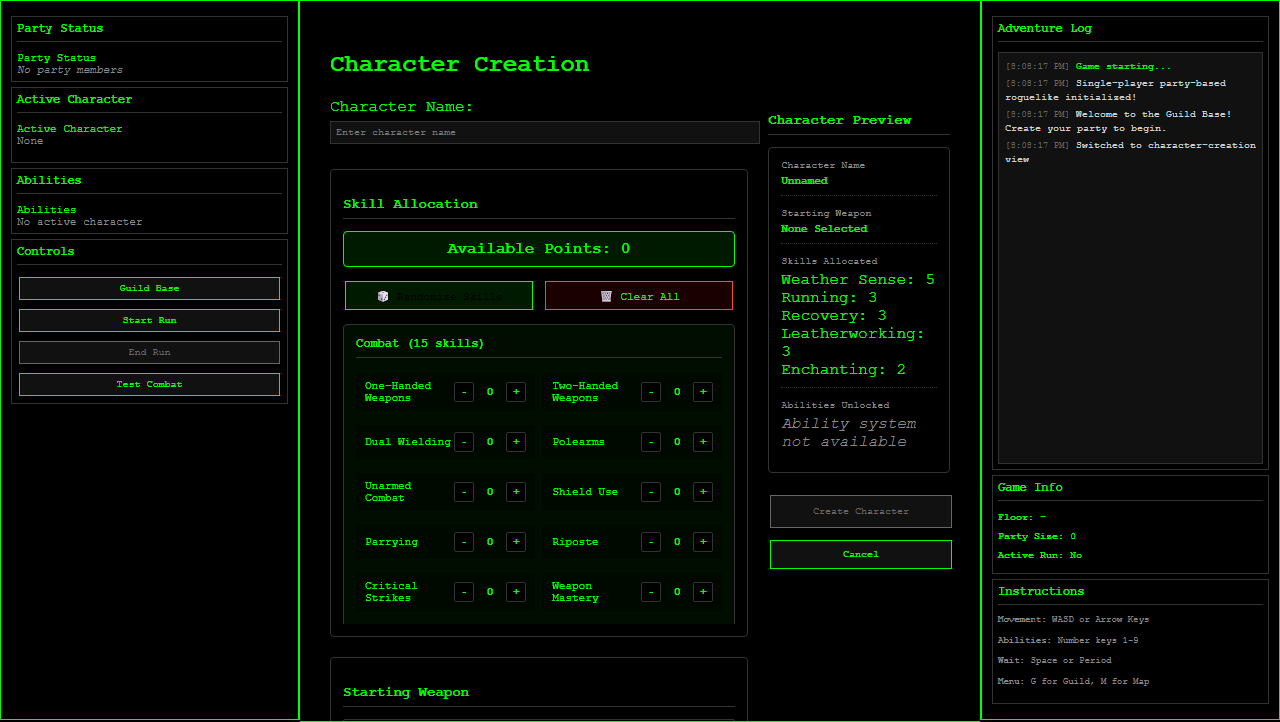 Party Status
Party Status
No party members
Active Character
Active Character
None
Abilities
Abilities
No active character
Controls
Guild Base
Start Run
End Run
Test Combat
Character Creation
Character Name:
Enter character name
Skill Allocation
Available Points: 0
Randomize Skills
Clear All
Combat (15 skills)
One-Handed
Weapons
- 0 +
Two-Handed
Weapons
- 0 +
Dual Wielding - 0 +
Polearms - 0 +
Unarmed
Combat
- 0 +
Shield Use - 0 +
Parrying - 0 +
Riposte - 0 +
Critical
Strikes
- 0 +
Weapon
Mastery
- 0 +
Starting Weapon
Character Preview
Character Name
Unnamed
Starting Weapon
None Selected
Skills Allocated
Weather Sense: 5
Running: 3
Recovery: 3
Leatherworking:
3
Enchanting: 2
Abilities Unlocked
Ability system
not available
Create Character
Cancel
Adventure Log
[8:08:17 PM] Game starting...
[8:08:17 PM] Single-player party-based
roguelike initialized!
[8:08:17 PM] Welcome to the Guild Base!
Create your party to begin.
[8:08:17 PM] Switched to character-creation
view
Game Info
Floor: -
Party Size: 0
Active Run: No
Instructions
Movement: WASD or Arrow Keys
Abilities: Number keys 1-9
Wait: Space or Period
Menu: G for Guild, M for Map